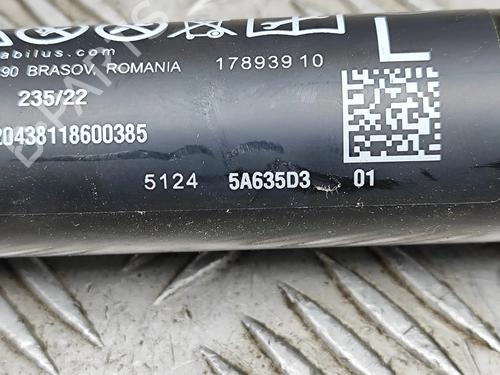 abilus.com
90 BRASOV, ROMANIA 17893910
L
235/22
20438118600385
5124 5A635D3 01